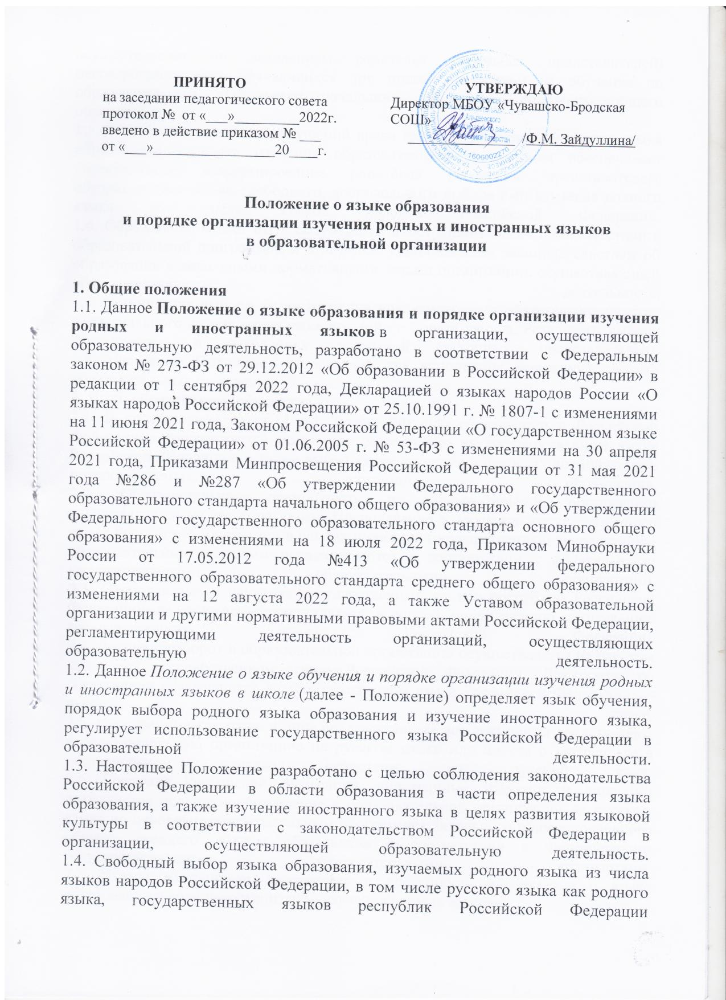 ПРИНЯТО
на заседании педагогического совета
протокол № от «___»_________2022г.
введено в действие приказом № ___
от «___»_________________20____г.
УТВЕРЖДАЮ
Директор МБОУ «Чувашско-Бродская
СОШ»
_______________ /Ф.М. Зайдуллина/
Положение о языке образования
и порядке организации изучения родных и иностранных языков
в образовательной организации
1. Общие положения
1.1. Данное Положение о языке образования и порядке организации изучения
родных и иностранных языков в организации, осуществляющей
образовательную деятельность, разработано в соответствии с Федеральным
законом № 273-ФЗ от 29.12.2012 «Об образовании в Российской Федерации» в
редакции от 1 сентября 2022 года, Декларацией о языках народов России «О
языках народов Российской Федерации» от 25.10.1991 г. № 1807-1 с изменениями
на 11 июня 2021 года, Законом Российской Федерации «О государственном языке
Российской Федерации» от 01.06.2005 г. № 53-ФЗ с изменениями на 30 апреля
2021 года, Приказами Минпросвещения Российской Федерации от 31 мая 2021
года №286 и №287 «Об утверждении Федерального государственного
образовательного стандарта начального общего образования» и «Об утверждении
Федерального государственного образовательного стандарта основного общего
образования» с изменениями на 18 июля 2022 года, Приказом Минобрнауки
России от 17.05.2012 года №413 «Об утверждении федерального
государственного образовательного стандарта среднего общего образования» с
изменениями на 12 августа 2022 года, а также Уставом образовательной
организации и другими нормативными правовыми актами Российской Федерации,
регламентирующими деятельность организаций, осуществляющих
образовательную деятельность.
1.2. Данное Положение о языке обучения и порядке организации изучения родных
и иностранных языков в школе (далее - Положение) определяет язык обучения,
порядок выбора родного языка образования и изучение иностранного языка,
регулирует использование государственного языка Российской Федерации в
образовательной деятельности.
1.3. Настоящее Положение разработано с целью соблюдения законодательства
Российской Федерации в области образования в части определения языка
образования, а также изучение иностранного языка в целях развития языковой
культуры в соответствии с законодательством Российской Федерации в
организации, осуществляющей образовательную деятельность.
1.4. Свободный выбор языка образования, изучаемых родного языка из числа
языков народов Российской Федерации, в том числе русского языка как родного
языка, государственных языков республик Российской Федерации